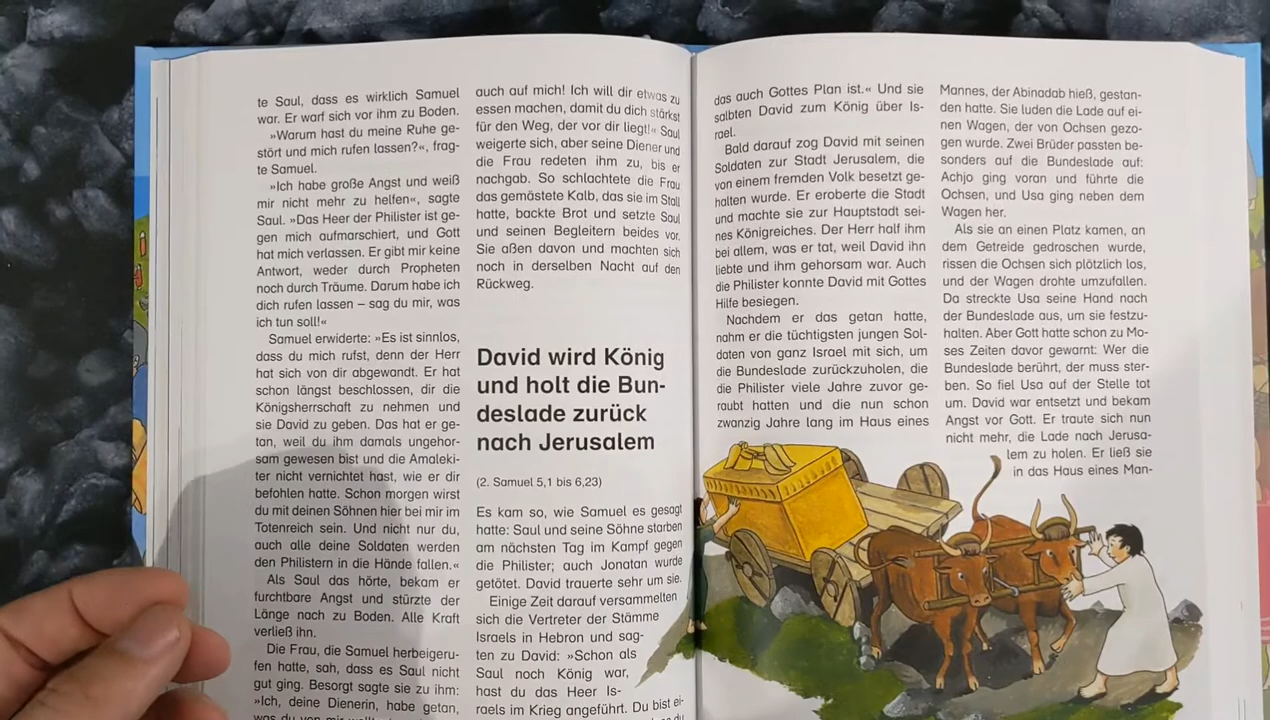 te Saul, dass es wirklich Samuel
war. Er warf sich vor ihm zu Boden.
»Warum hast du meine Ruhe ge-
stört und mich rufen lassen?«, frag-
te Samuel.
»Ich habe große Angst und weiß
mir nicht mehr zu helfen«, sagte
Saul. »Das Heer der Philister ist ge-
gen mich aufmarschiert, und Gott
hat mich verlassen. Er gibt mir keine
Antwort, weder durch Propheten
noch durch Träume. Darum habe ich
dich rufen lassen – sag du mir, was
ich tun soll!«
Samuel erwiderte: »Es ist sinnlos,
dass du mich rufst, denn der Herr
hat sich von dir abgewandt. Er hat
schon längst beschlossen, dir die
Königsherrschaft zu nehmen und
sie David zu geben. Das hat er ge-
tan, weil du ihm damals ungehor-
sam gewesen bist und die Amaleki-
ter nicht vernichtet hast, wie er dir
befohlen hatte. Schon morgen wirst
du mit deinen Söhnen hier bei mir im
Totenreich sein. Und nicht nur du,
auch alle deine Soldaten werden
den Philistern in die Hände fallen.«
Als Saul das hörte, bekam er
furchtbare Angst und stürzte der
Länge nach zu Boden. Alle Kraft
verließ ihn.
Die Frau, die Samuel herbeigeru-
fen hatte, sah, dass es Saul nicht
gut ging. Besorgt sagte sie zu ihm:
»Ich, deine Dienerin, habe getan,
was du von mir
auch auf mich! Ich will dir etwas zu
essen machen, damit du dich stärkst
für den Weg, der vor dir liegt!« Saul
weigerte sich, aber seine Diener und
die Frau redeten ihm zu, bis er
nachgab. So schlachtete die Frau
das gemästete Kalb, das sie im Stall
hatte, backte Brot und setzte Saul
und seinen Begleitern beides vor.
Sie aßen davon und machten sich
noch in derselben Nacht auf den
Rückweg.
David wird König
und holt die Bun-
deslade zurück
nach Jerusalem
(2. Samuel 5,1 bis 6,23)
Es kam so, wie Samuel es gesagt
hatte: Saul und seine Söhne starben
am nächsten Tag im Kampf gegen
die Philister; auch Jonatan wurde
getötet. David trauerte sehr um sie.
Einige Zeit darauf versammelten
sich die Vertreter der Stämme
Israels in Hebron und sag-
ten zu David: »Schon als
Saul noch König war,
hast du das Heer Is-
raels im Krieg angeführt. Du bist ei-
das auch Gottes Plan ist.« Und sie
salbten David zum König über Is-
rael.
Bald darauf zog David mit seinen
Soldaten zur Stadt Jerusalem, die
von einem fremden Volk besetzt ge-
halten wurde. Er eroberte die Stadt
und machte sie zur Hauptstadt sei-
nes Königreiches. Der Herr half ihm
bei allem, was er tat, weil David ihn
liebte und ihm gehorsam war. Auch
die Philister konnte David mit Gottes
Hilfe besiegen.
Nachdem er das getan hatte,
nahm er die tüchtigsten jungen Sol-
daten von ganz Israel mit sich, um
die Bundeslade zurückzuholen, die
die Philister viele Jahre zuvor ge-
raubt hatten und die nun schon
zwanzig Jahre lang im Haus eines
Mannes, der Abinadab hieß, gestan-
den hatte. Sie luden die Lade auf ei-
nen Wagen, der von Ochsen gezo-
gen wurde. Zwei Brüder passten be-
sonders auf die Bundeslade auf:
Achjo ging voran und führte die
Ochsen, und Usa ging neben dem
Wagen her.
Als sie an einen Platz kamen, an
dem Getreide gedroschen wurde,
rissen die Ochsen sich plötzlich los,
und der Wagen drohte umzufallen.
Da streckte Usa seine Hand nach
der Bundeslade aus, um sie festzu-
halten. Aber Gott hatte schon zu Mo-
ses Zeiten davor gewarnt: Wer die
Bundeslade berührt, der muss ster-
ben. So fiel Usa auf der Stelle tot
um. David war entsetzt und bekam
Angst vor Gott. Er traute sich nun
nicht mehr, die Lade nach Jerusa-
lem zu holen. Er ließ sie
in das Haus eines Man-